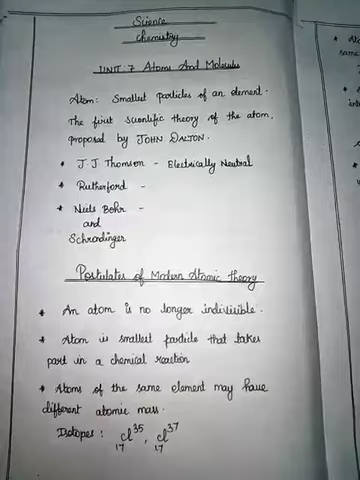 Science
Chemistry
UNIT: 7 Atoms And Molecules
Atom: Smallest particles of an element.
The first scientific theory of the atom,
proposed by JOHN DALTON.
* J.J. Thomson - Electrically Neutral
* Rutherford -
* Niels Bohr -
and
Schrodinger
Postulates of Modern Atomic theory
* An atom is no longer indivisible.
* Atom is smallest particle that takes
part in a chemical reaction
* Atoms of the same element may have
different atomic mass.
Isotopes: 17Cl35, 17Cl37
same